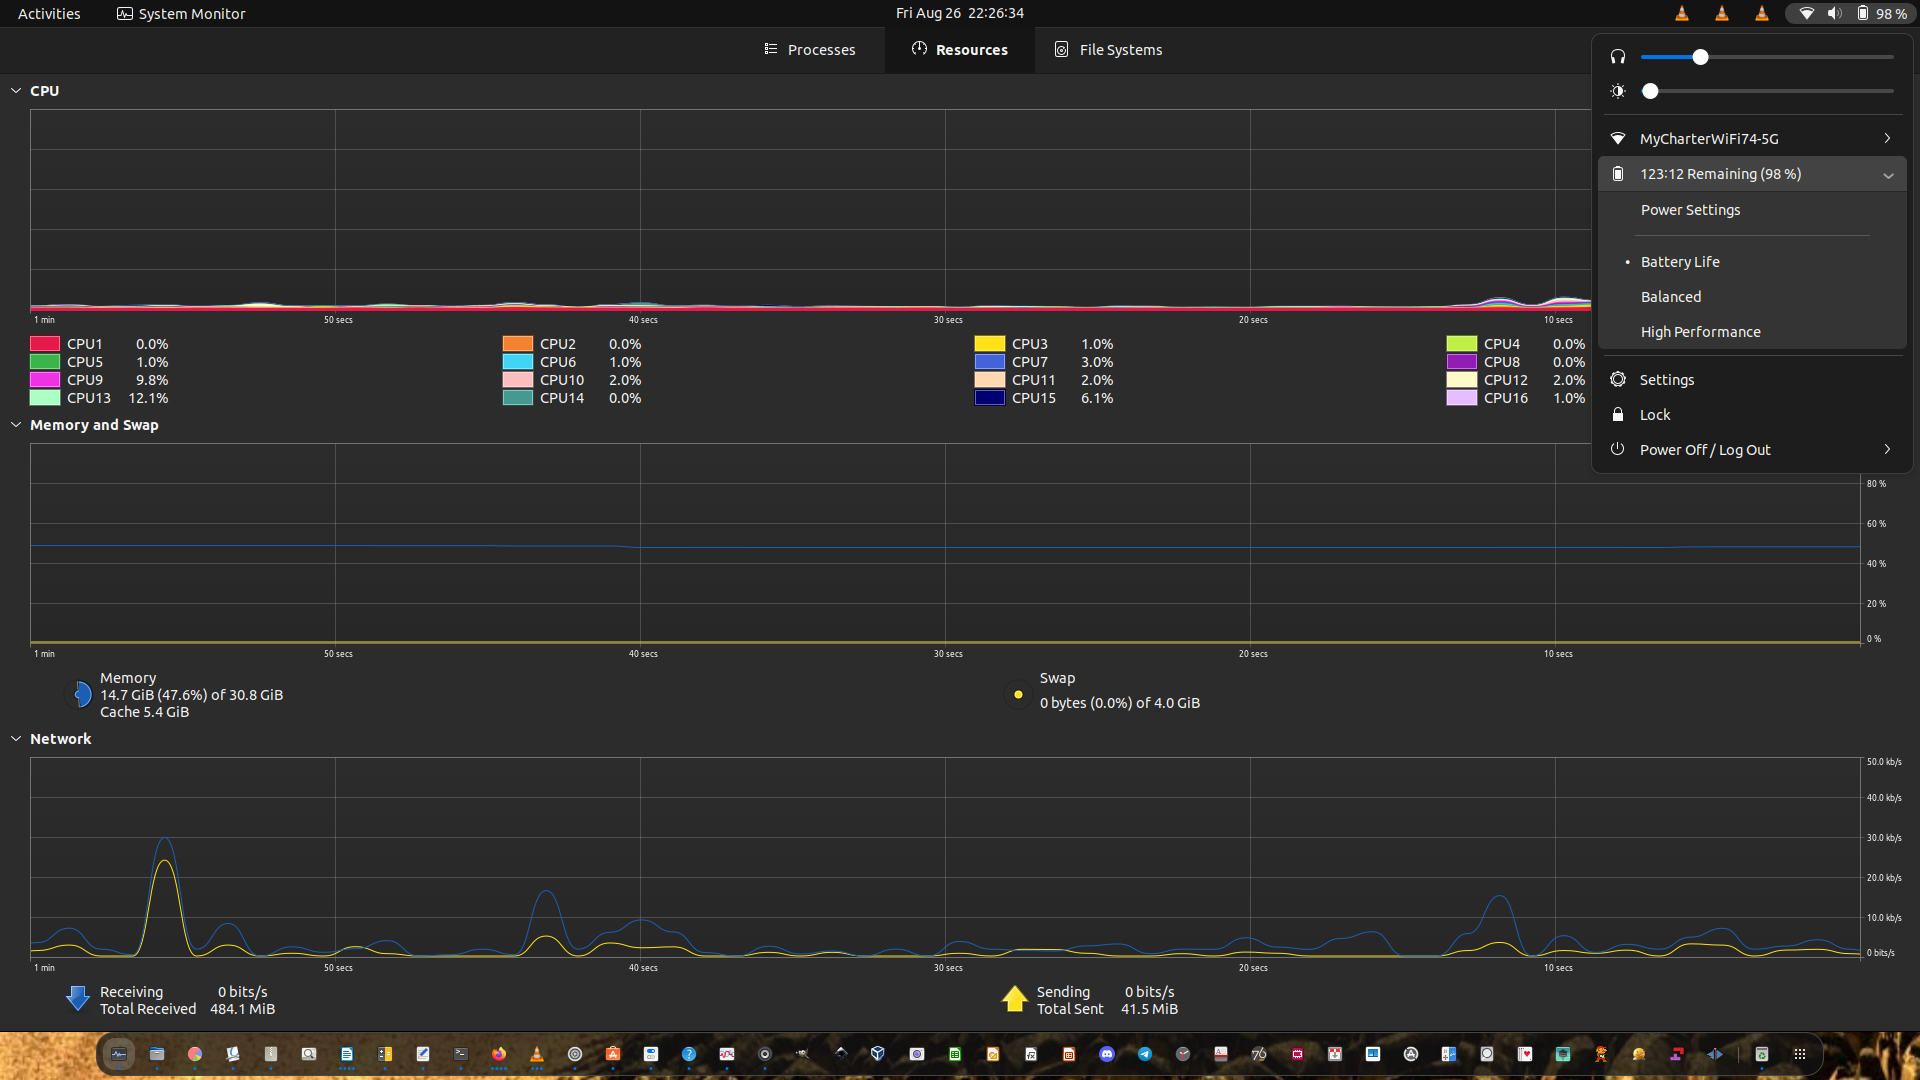 Activities
System Monitor
Fri Aug 26 22:26:34
98 %
Processes
Resources
File Systems
CPU
1 min
50 secs
40 secs
30 secs
20 secs
10 secs
CPU1 0.0%
CPU2 0.0%
CPU3 1.0%
CPU4 0.0%
CPU5 1.0%
CPU6 1.0%
CPU7 3.0%
CPU8 0.0%
CPU9 9.8%
CPU10 2.0%
CPU11 2.0%
CPU12 2.0%
CPU13 12.1%
CPU14 0.0%
CPU15 6.1%
CPU16 1.0%
MyCharterWiFi74-5G
123:12 Remaining (98 %)
Power Settings
Battery Life
Balanced
High Performance
Settings
Lock
Power Off / Log Out
Memory and Swap
80 %
60 %
40 %
20 %
0 %
1 min
50 secs
40 secs
30 secs
20 secs
10 secs
Memory
14.7 GiB (47.6%) of 30.8 GiB
Cache 5.4 GiB
Swap
0 bytes (0.0%) of 4.0 GiB
Network
50.0 kb/s
40.0 kb/s
30.0 kb/s
20.0 kb/s
10.0 kb/s
0 bits/s
1 min
50 secs
40 secs
30 secs
20 secs
10 secs
Receiving 0 bits/s
Total Received 484.1 MiB
Sending 0 bits/s
Total Sent 41.5 MiB
76